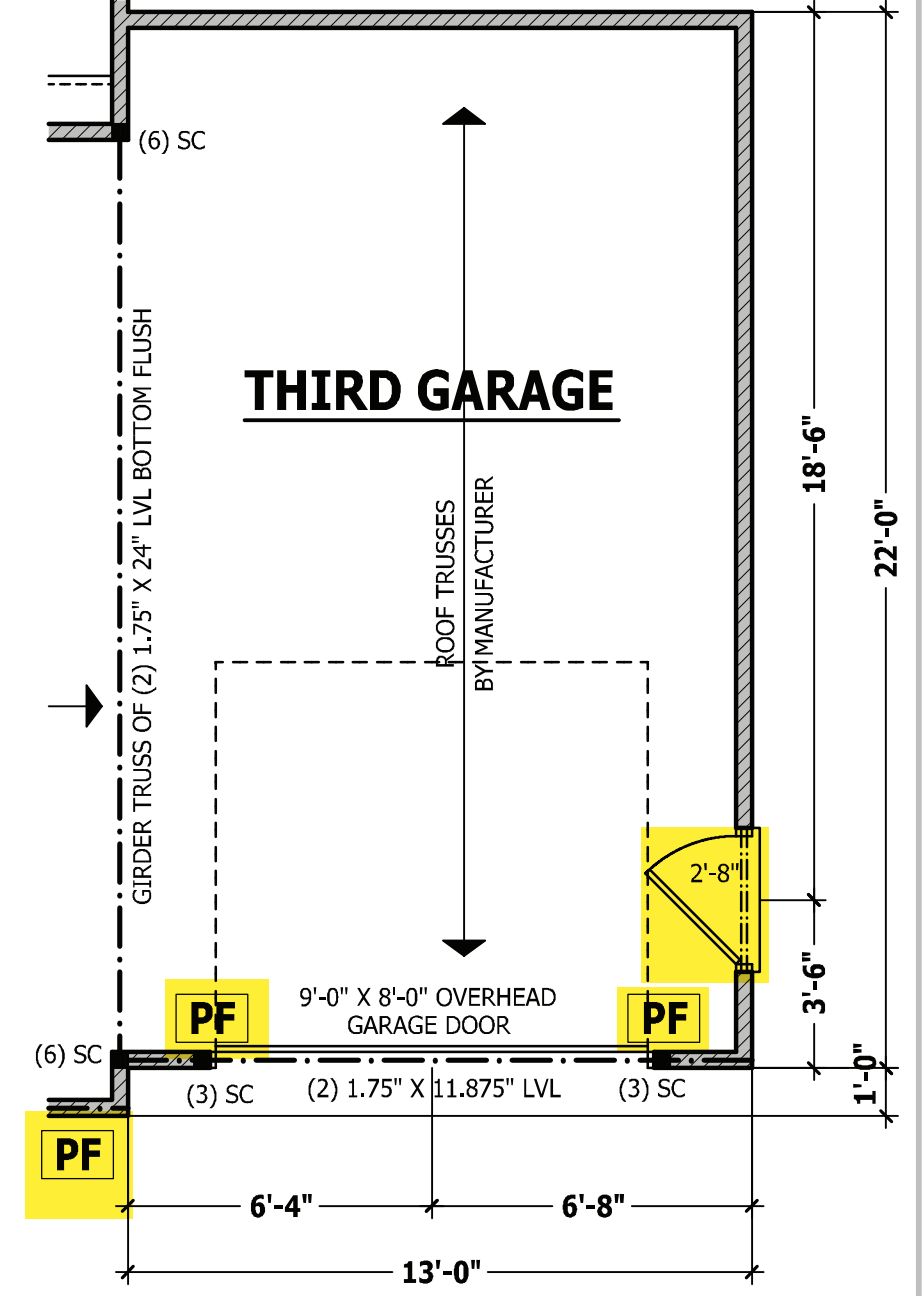 (6) SC
GIRDER TRUSS OF (2) 1.75" X 24" LVL BOTTOM FLUSH
THIRD GARAGE
18'-6"
22'-0"
ROOF TRUSSES
BY MANUFACTURER
2'-8"
3'-6"
PF
9'-0" X 8'-0" OVERHEAD
GARAGE DOOR
PF
(6) SC
(3) SC
(2) 1.75" X 11.875" LVL
(3) SC
1'-0"
PF
6'-4"
6'-8"
13'-0"